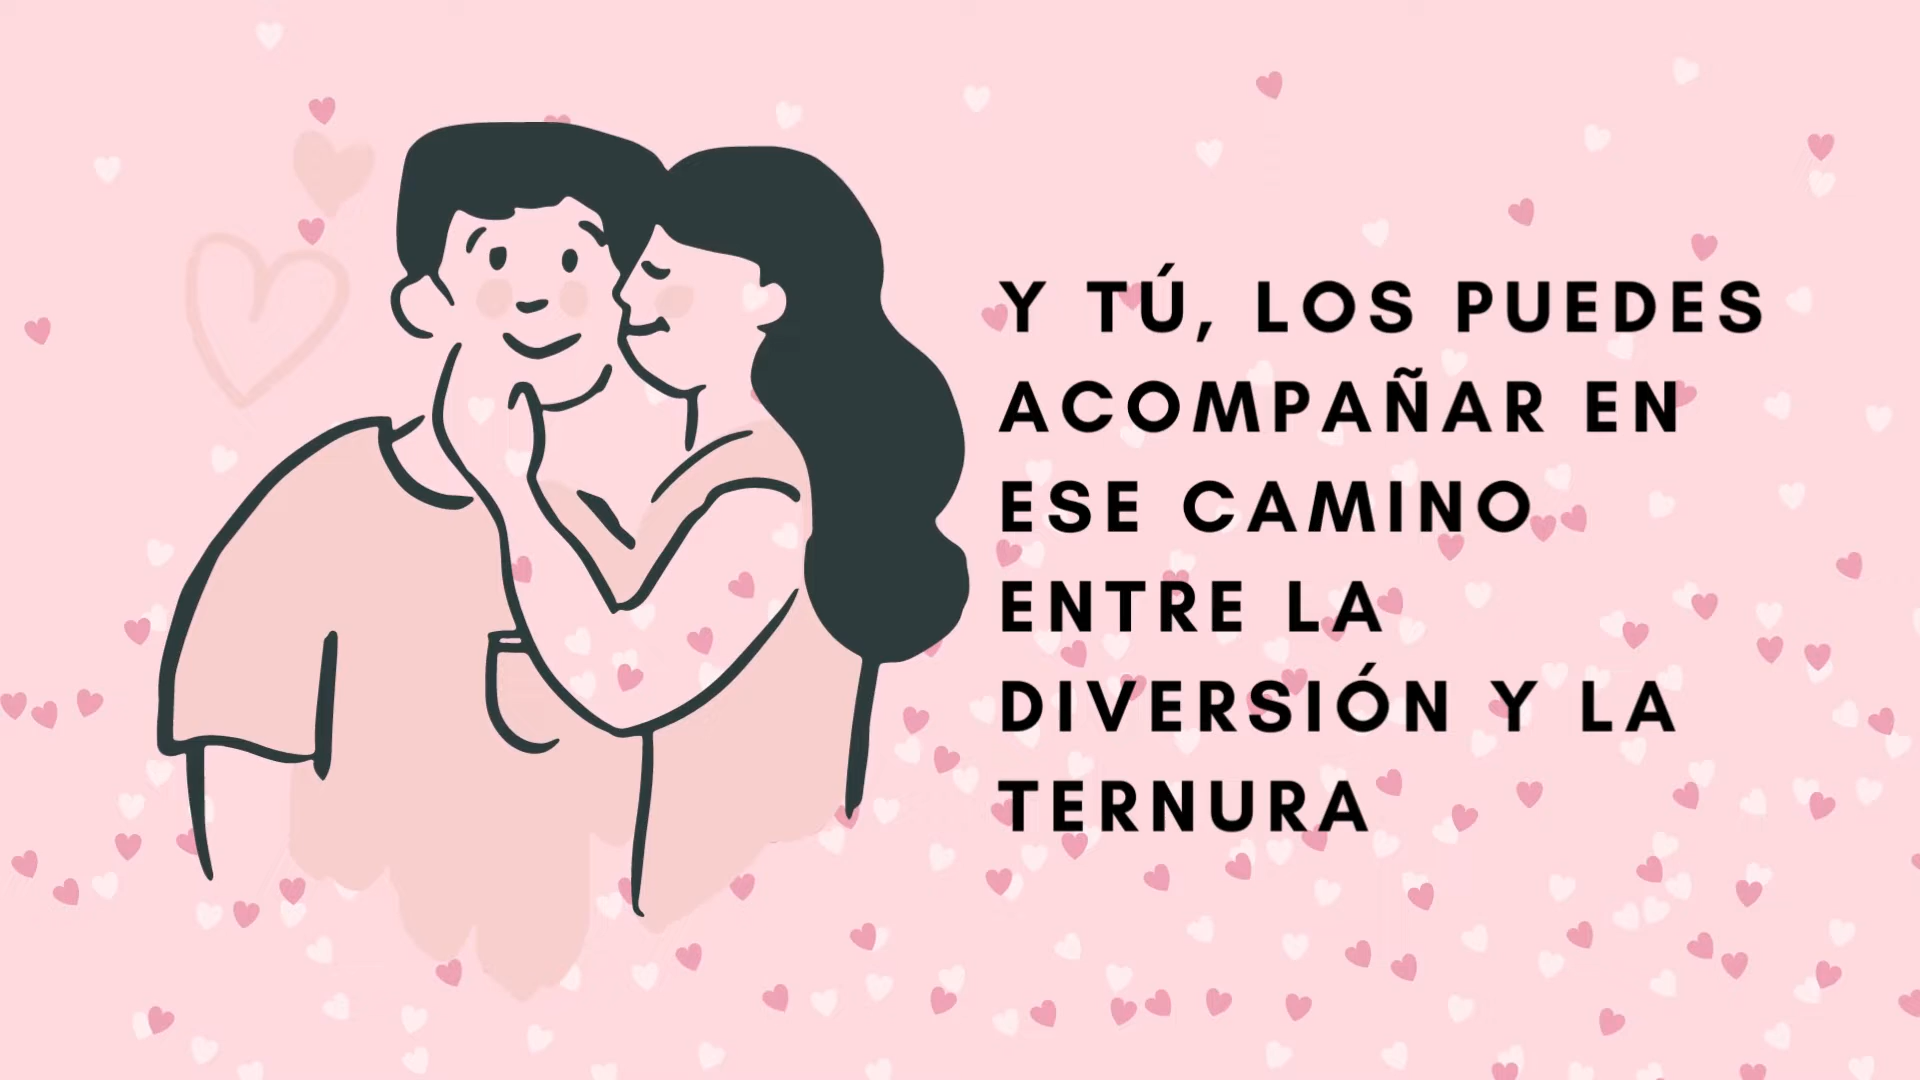 Y TÚ, LOS PUEDES
ACOMPAÑAR EN
ESE CAMINO
ENTRE LA
DIVERSIÓN Y LA
TERNURA